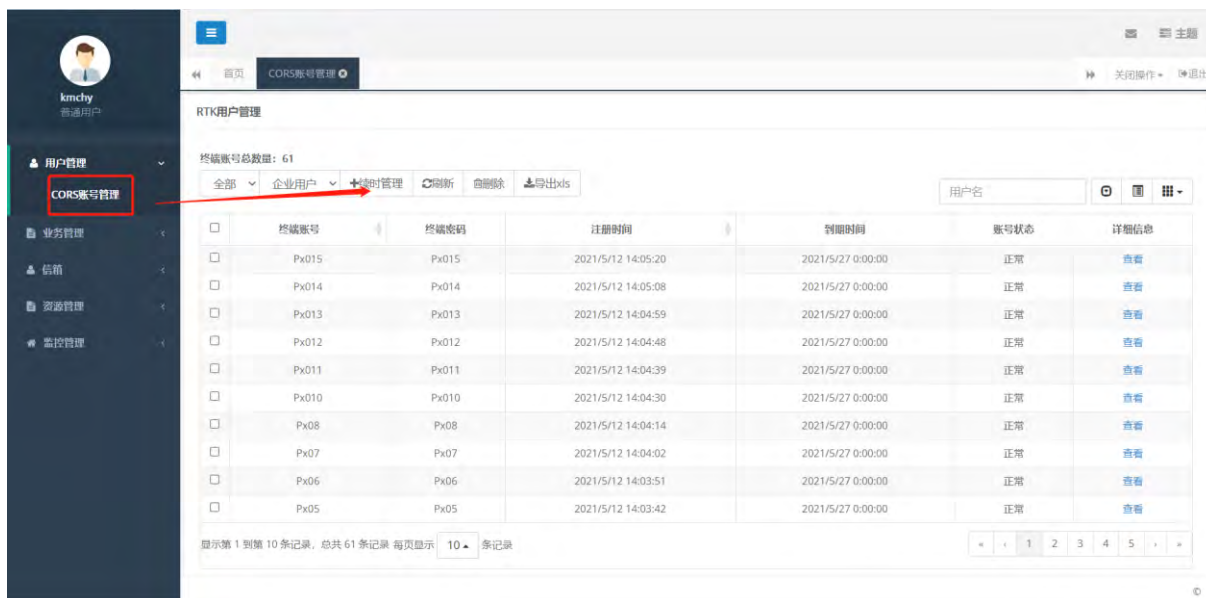 主题
首页 CORS账号管理
关闭操作 退出
kmchy
普通用户
RTK用户管理
用户管理
CORS账号管理
业务管理
信箱
资源管理
监控管理
终端账号总数量：61
全部 企业用户 续时管理 刷新 删除 导出xls
用户名
终端账号 终端密码 注册时间 到期时间 账号状态 详细信息
Px015 Px015 2021/5/12 14:05:20 2021/5/27 0:00:00 正常 查看
Px014 Px014 2021/5/12 14:05:08 2021/5/27 0:00:00 正常 查看
Px013 Px013 2021/5/12 14:04:59 2021/5/27 0:00:00 正常 查看
Px012 Px012 2021/5/12 14:04:48 2021/5/27 0:00:00 正常 查看
Px011 Px011 2021/5/12 14:04:39 2021/5/27 0:00:00 正常 查看
Px010 Px010 2021/5/12 14:04:30 2021/5/27 0:00:00 正常 查看
Px08 Px08 2021/5/12 14:04:14 2021/5/27 0:00:00 正常 查看
Px07 Px07 2021/5/12 14:04:02 2021/5/27 0:00:00 正常 查看
Px06 Px06 2021/5/12 14:03:51 2021/5/27 0:00:00 正常 查看
Px05 Px05 2021/5/12 14:03:42 2021/5/27 0:00:00 正常 查看
显示第 1 到第 10 条记录，总共 61 条记录 每页显示 10 条记录
« ‹ 1 2 3 4 5 › »
©